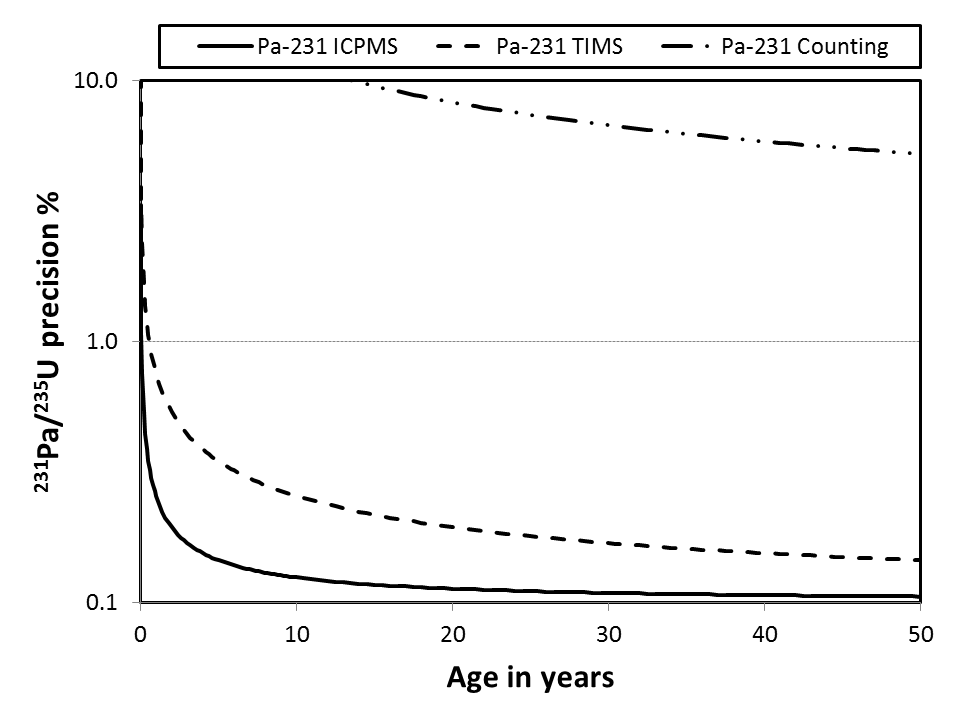 Pa-231 ICPMS Pa-231 TIMS Pa-231 Counting
10.0
1.0
0.1
²³¹Pa/²³⁵U precision %
0 10 20 30 40 50
Age in years